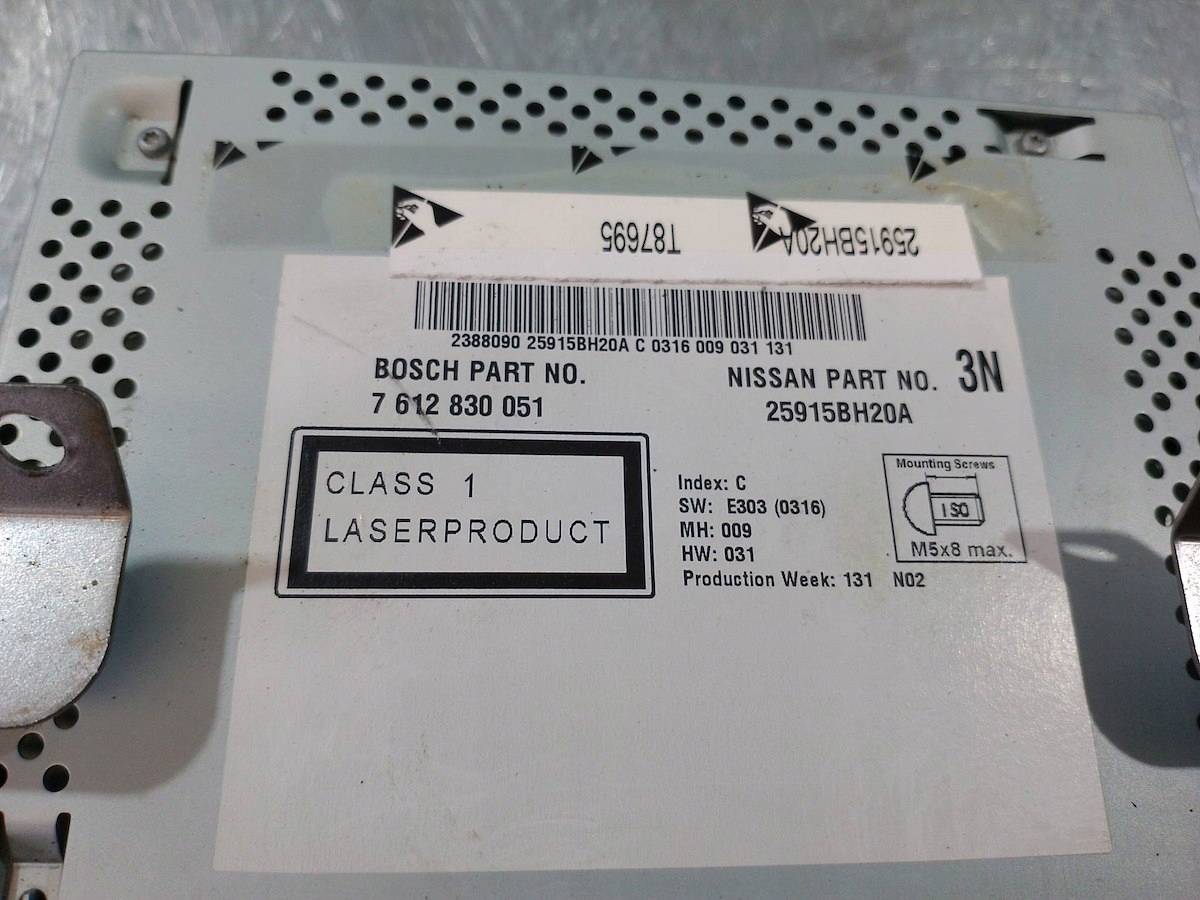 T87695 25915BH20A
2388090 25915BH20A C 0316 009 031 131
BOSCH PART NO.
7 612 830 051
NISSAN PART NO. 3N
25915BH20A
CLASS 1
LASERPRODUCT
Index: C
SW: E303 (0316)
MH: 009
HW: 031
Production Week: 131 N02
Mounting Screws
ISO
M5x8 max.